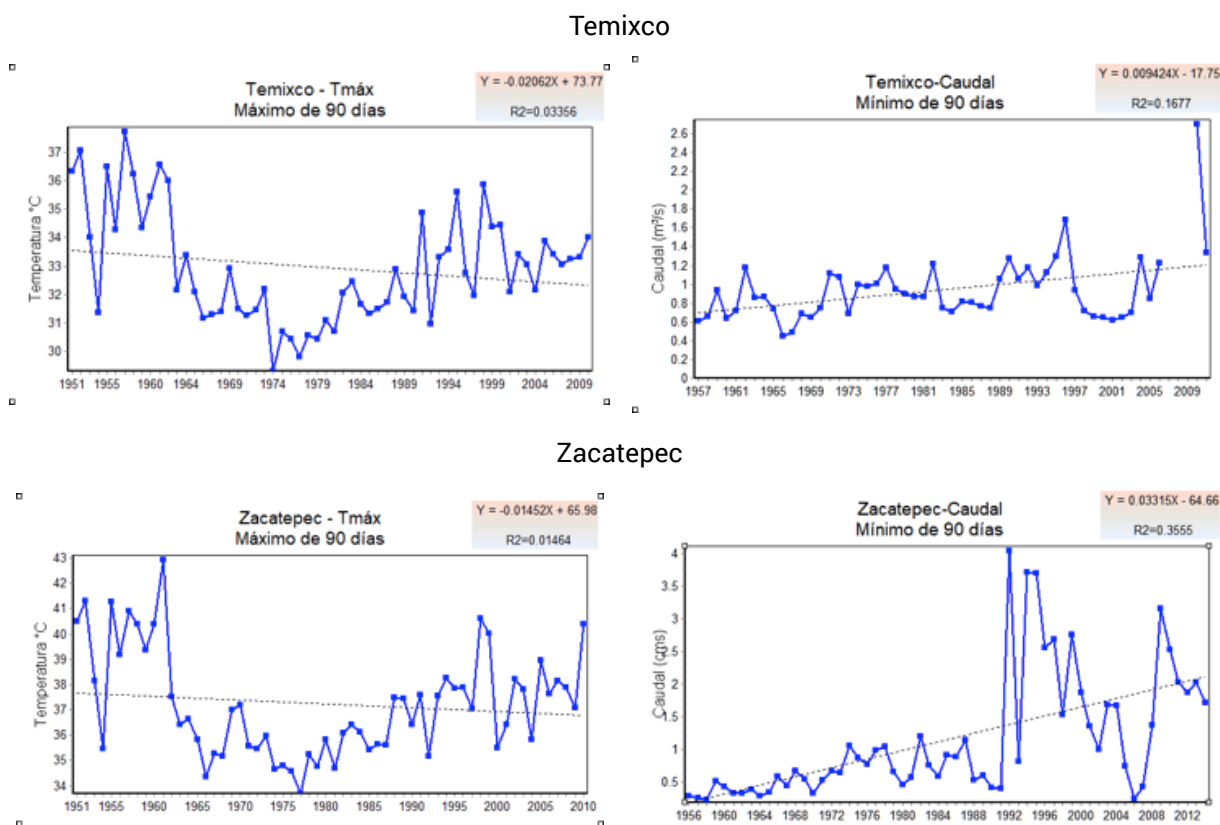 Temixco
Temixco - Tmáx
Máximo de 90 días
Y = -0.02062X + 73.77
R2=0.03356
Temperatura °C
37
36
35
34
33
32
31
30
1951 1955 1960 1964 1969 1974 1979 1984 1989 1994 1999 2004 2009
Temixco-Caudal
Mínimo de 90 días
Y = 0.009424X - 17.75
R2=0.1677
Caudal (m³/s)
2.6
2.4
2.2
2
1.8
1.6
1.4
1.2
1
0.8
0.6
0.4
0.2
0
1957 1961 1965 1969 1973 1977 1981 1985 1989 1993 1997 2001 2005 2009
Zacatepec
Zacatepec - Tmáx
Máximo de 90 días
Y = -0.01452X + 65.98
R2=0.01464
Temperatura °C
43
42
41
40
39
38
37
36
35
34
1951 1955 1960 1965 1970 1975 1980 1985 1990 1995 2000 2005 2010
Zacatepec-Caudal
Mínimo de 90 días
Y = 0.03315X - 64.66
R2=0.3555
Caudal (cms)
4
3.5
3
2.5
2
1.5
1
0.5
1956 1960 1964 1968 1972 1976 1980 1984 1988 1992 1996 2000 2004 2008 2012